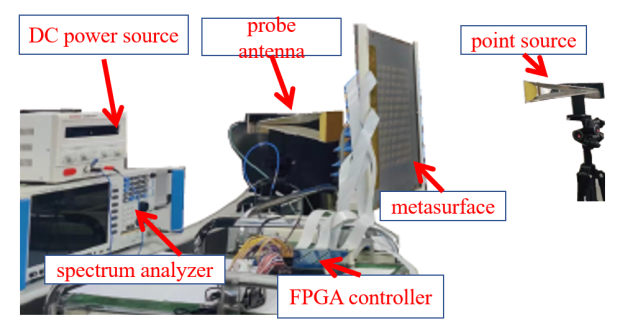 DC power source
probe
antenna
point source
metasurface
spectrum analyzer
FPGA controller